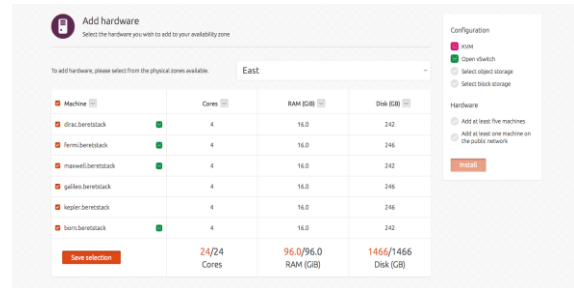 Add hardware
Select the hardware you wish to add to your availability zone
To add hardware, please select from the physical zones available.
East
Machine Cores RAM (GiB) Disk (GB)
dirac.beretstack 4 16.0 242
fermi.beretstack 4 16.0 246
maxwell.beretstack 4 16.0 242
galileo.beretstack 4 16.0 246
kepler.beretstack 4 16.0 246
born.beretstack 4 16.0 242
Save selection
24/24 96.0/96.0 1466/1466
Cores RAM (GiB) Disk (GB)
Configuration
KVM
Open vSwitch
Select object storage
Select block storage
Hardware
Add at least five machines
Add at least one machine on
the public network
Install